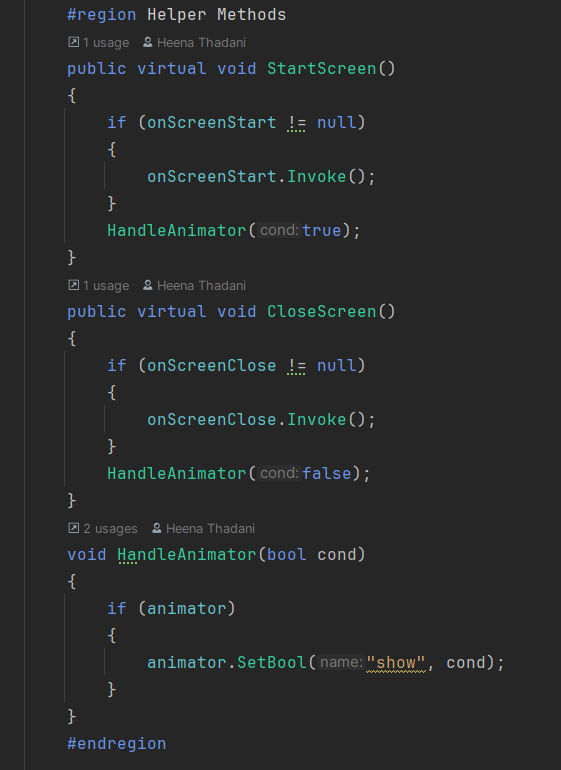 #region Helper Methods
1 usage Heena Thadani
public virtual void StartScreen()
{
if (onScreenStart != null)
{
onScreenStart.Invoke();
}
HandleAnimator(cond:true);
}
1 usage Heena Thadani
public virtual void CloseScreen()
{
if (onScreenClose != null)
{
onScreenClose.Invoke();
}
HandleAnimator(cond:false);
}
2 usages Heena Thadani
void HandleAnimator(bool cond)
{
if (animator)
{
animator.SetBool(name:"show", cond);
}
}
#endregion